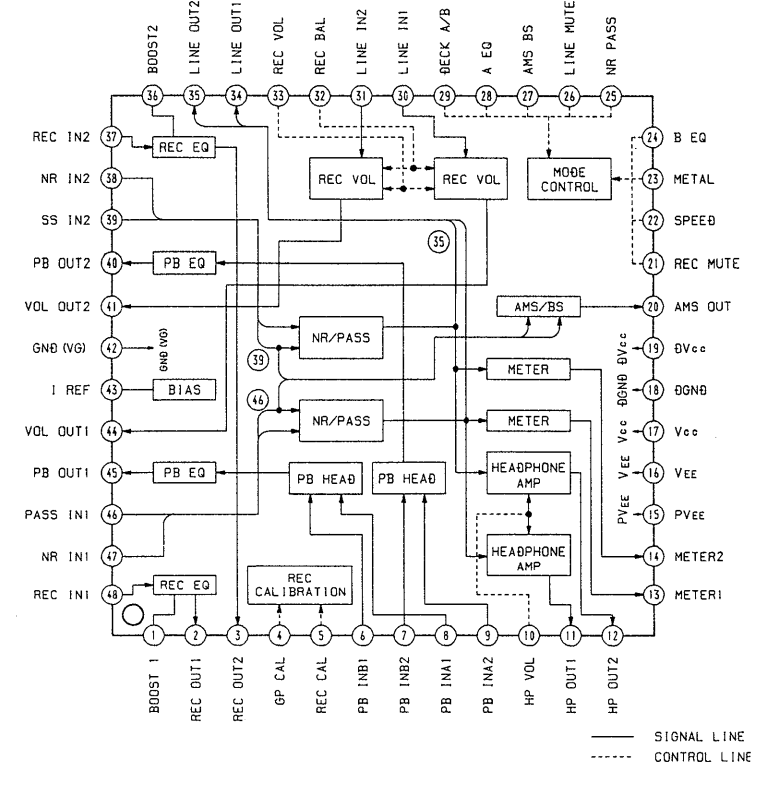 BOOST2
LINE OUT2
LINE OUT1
REC VOL
REC BAL
LINE IN2
LINE IN1
DECK A/B
A EQ
AMS BS
LINE MUTE
NR PASS
36
35
34
33
32
31
30
29
28
27
26
25
REC IN2
37
REC EQ
24
B EQ
NR IN2
38
REC VOL
REC VOL
MODE
CONTROL
23
METAL
SS IN2
39
22
SPEED
35
PB OUT2
40
PB EQ
21
REC MUTE
VOL OUT2
41
AMS/BS
20
AMS OUT
GND (VG)
42
GND (VG)
NR/PASS
39
DVcc
19
DVcc
I REF
43
BIAS
METER
DGND
18
DGND
46
VOL OUT1
44
NR/PASS
METER
Vcc
17
Vcc
PB OUT1
45
PB EQ
PB HEAD
PB HEAD
HEADPHONE
AMP
VEE
16
VEE
PASS IN1
46
PVEE
15
PVEE
NR IN1
47
HEADPHONE
AMP
14
METER2
REC IN1
48
REC EQ
REC
CALIBRATION
13
METER1
1
2
3
4
5
6
7
8
9
10
11
12
BOOST 1
REC OUT1
REC OUT2
GP CAL
REC CAL
PB INB1
PB INB2
PB INA1
PB INA2
HP VOL
HP OUT1
HP OUT2
SIGNAL LINE
CONTROL LINE